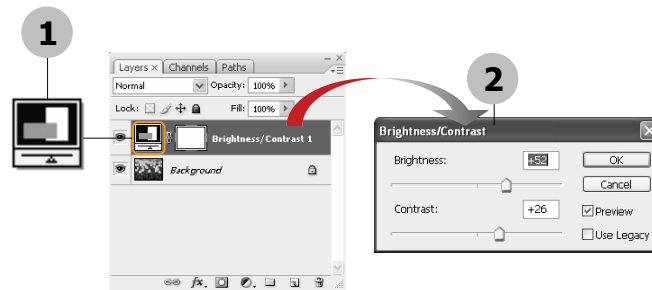 1
2
Layers × Channels Paths
Normal Opacity: 100%
Lock: Fill: 100%
Brightness/Contrast 1
Background
fx.
Brightness/Contrast
Brightness: +52 OK
Cancel
Contrast: +26 Preview
Use Legacy